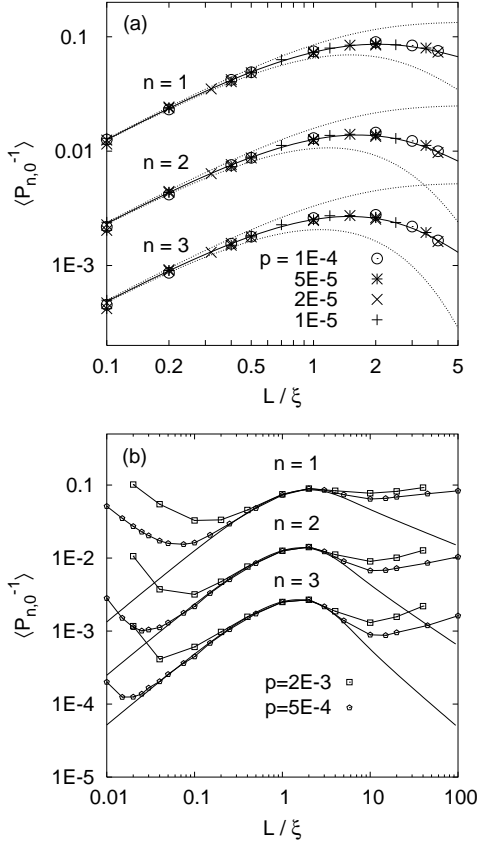 (a)
0.1
0.01
1E-3
⟨P_{n,0}^{-1}⟩
n = 1
n = 2
n = 3
p = 1E-4
5E-5
2E-5
1E-5
0.1 0.2 0.5 1 2 5
L / ξ
(b)
0.1
1E-2
1E-3
1E-4
1E-5
⟨P_{n,0}^{-1}⟩
n = 1
n = 2
n = 3
p=2E-3
p=5E-4
0.01 0.1 1 10 100
L / ξ